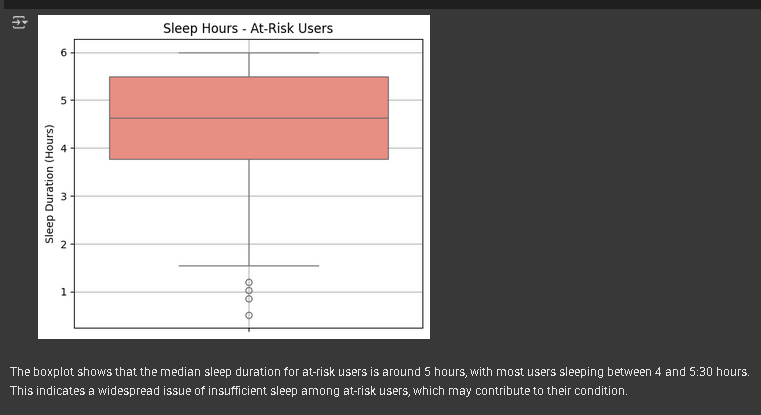 Sleep Hours - At-Risk Users
6
5
4
3
2
1
Sleep Duration (Hours)
The boxplot shows that the median sleep duration for at-risk users is around 5 hours, with most users sleeping between 4 and 5:30 hours.
This indicates a widespread issue of insufficient sleep among at-risk users, which may contribute to their condition.